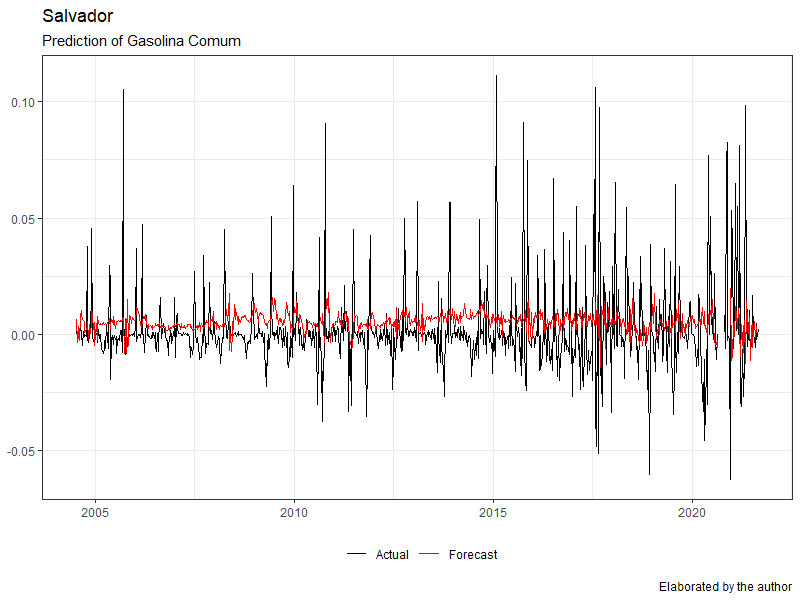 Salvador
Prediction of Gasolina Comum
0.10
0.05
0.00
-0.05
2005 2010 2015 2020
Actual Forecast
Elaborated by the author